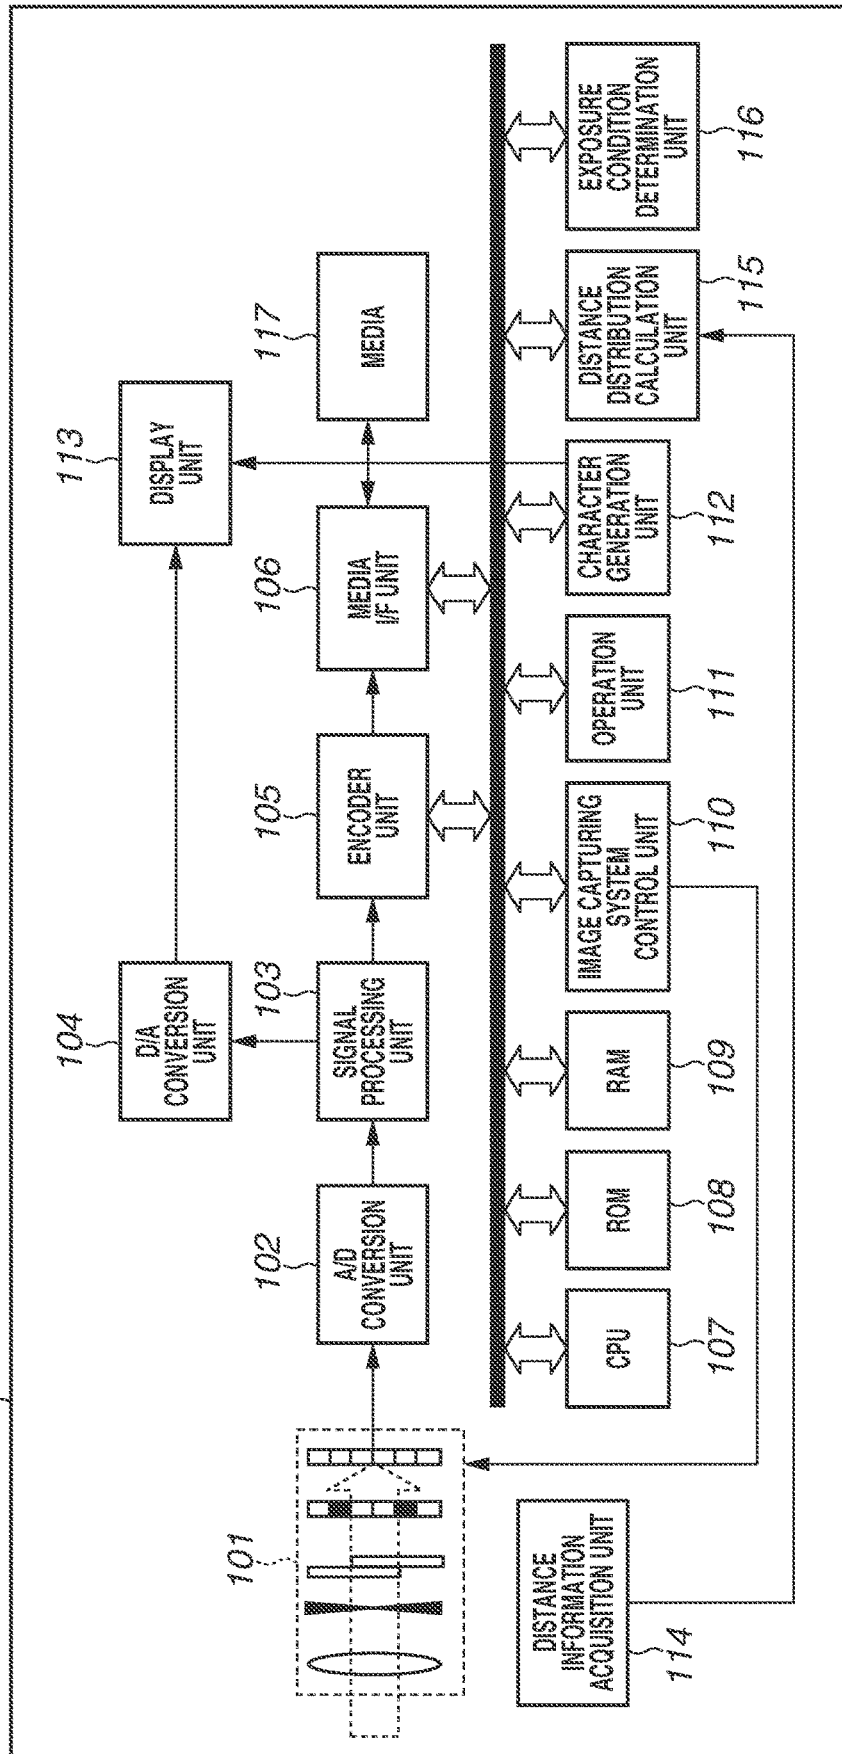 113
DISPLAY
UNIT
104
D/A
CONVERSION
UNIT
101
102
A/D
CONVERSION
UNIT
103
SIGNAL
PROCESSING
UNIT
105
ENCODER
UNIT
106
MEDIA
I/F UNIT
117
MEDIA
CPU
107
ROM
108
RAM
109
IMAGE CAPTURING
SYSTEM
CONTROL UNIT
110
OPERATION
UNIT
111
CHARACTER
GENERATION
UNIT
112
DISTANCE
DISTRIBUTION
CALCULATION
UNIT
115
EXPOSURE
CONDITION
DETERMINATION
UNIT
116
DISTANCE
INFORMATION
ACQUISITION UNIT
114